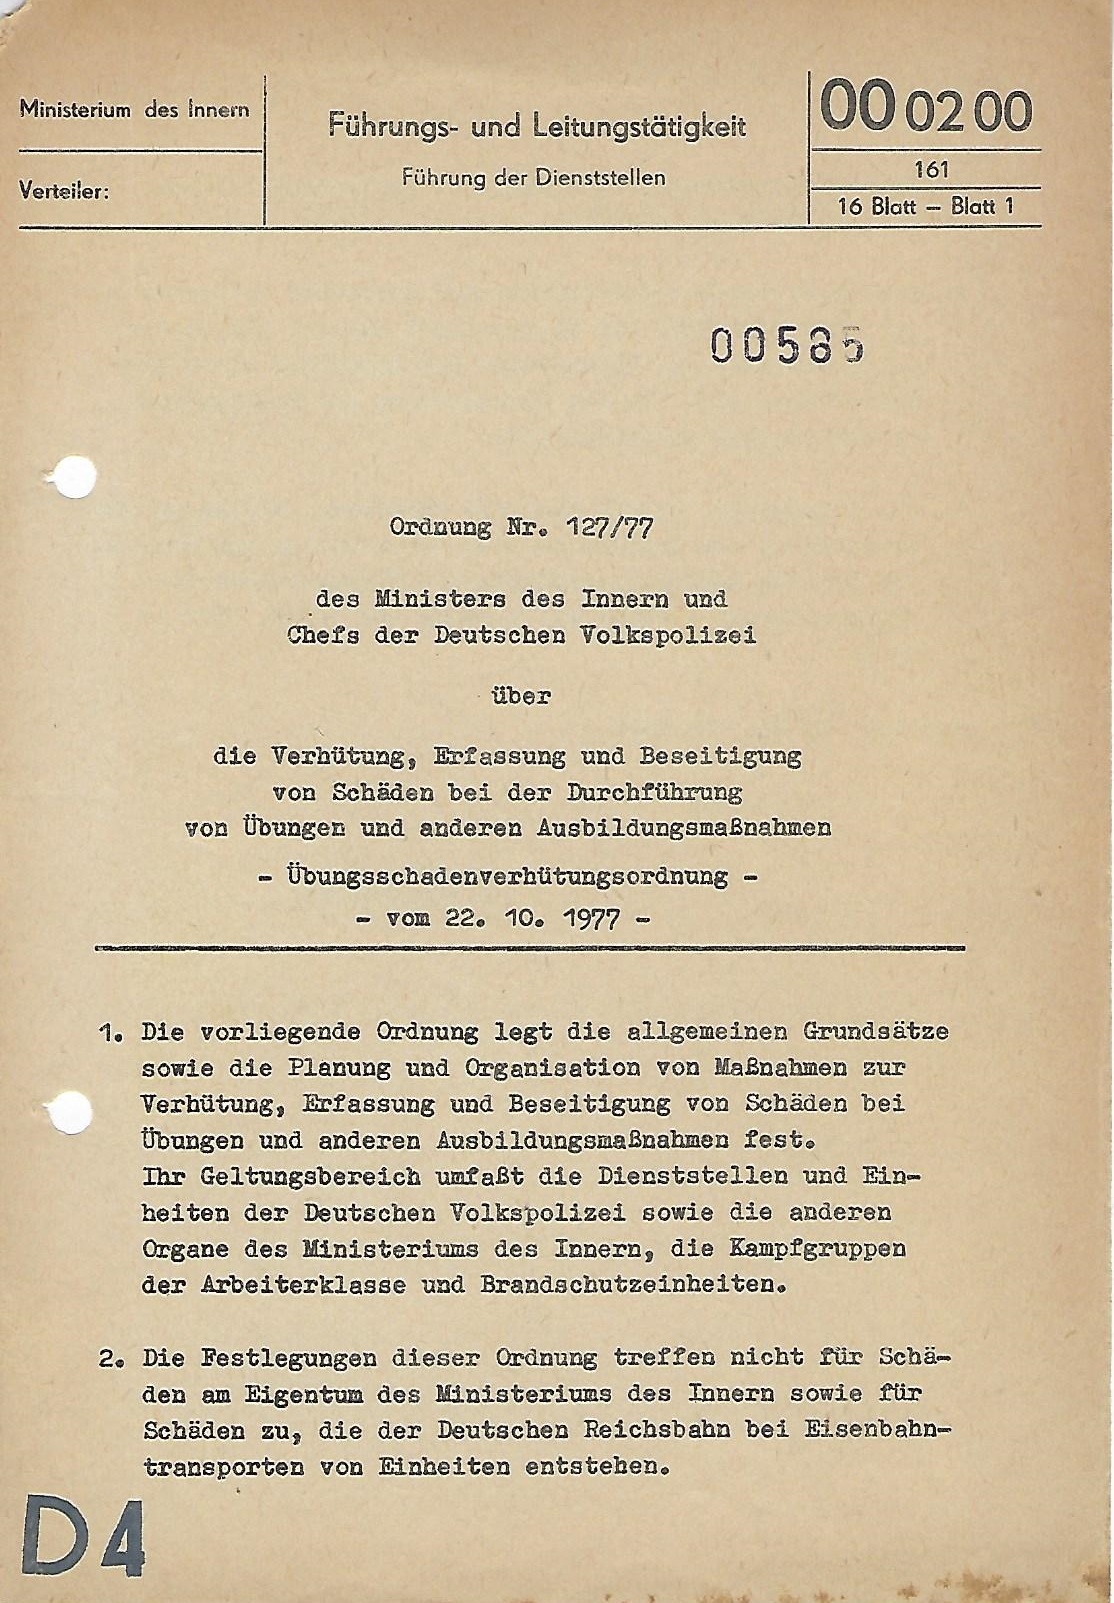 Ministerium des Innern
Verteiler:
Führungs- und Leitungstätigkeit
Führung der Dienststellen
00 02 00
161
16 Blatt – Blatt 1
00585
Ordnung Nr. 127/77
des Ministers des Innern und
Chefs der Deutschen Volkspolizei
über
die Verhütung, Erfassung und Beseitigung
von Schäden bei der Durchführung
von Übungen und anderen Ausbildungsmaßnahmen
- Übungsschadenverhütungsordnung -
- vom 22. 10. 1977 -
1. Die vorliegende Ordnung legt die allgemeinen Grundsätze
sowie die Planung und Organisation von Maßnahmen zur
Verhütung, Erfassung und Beseitigung von Schäden bei
Übungen und anderen Ausbildungsmaßnahmen fest.
Ihr Geltungsbereich umfaßt die Dienststellen und Ein-
heiten der Deutschen Volkspolizei sowie die anderen
Organe des Ministeriums des Innern, die Kampfgruppen
der Arbeiterklasse und Brandschutzeinheiten.
2. Die Festlegungen dieser Ordnung treffen nicht für Schä-
den am Eigentum des Ministeriums des Innern sowie für
Schäden zu, die der Deutschen Reichsbahn bei Eisenbahn-
transporten von Einheiten entstehen.
D4